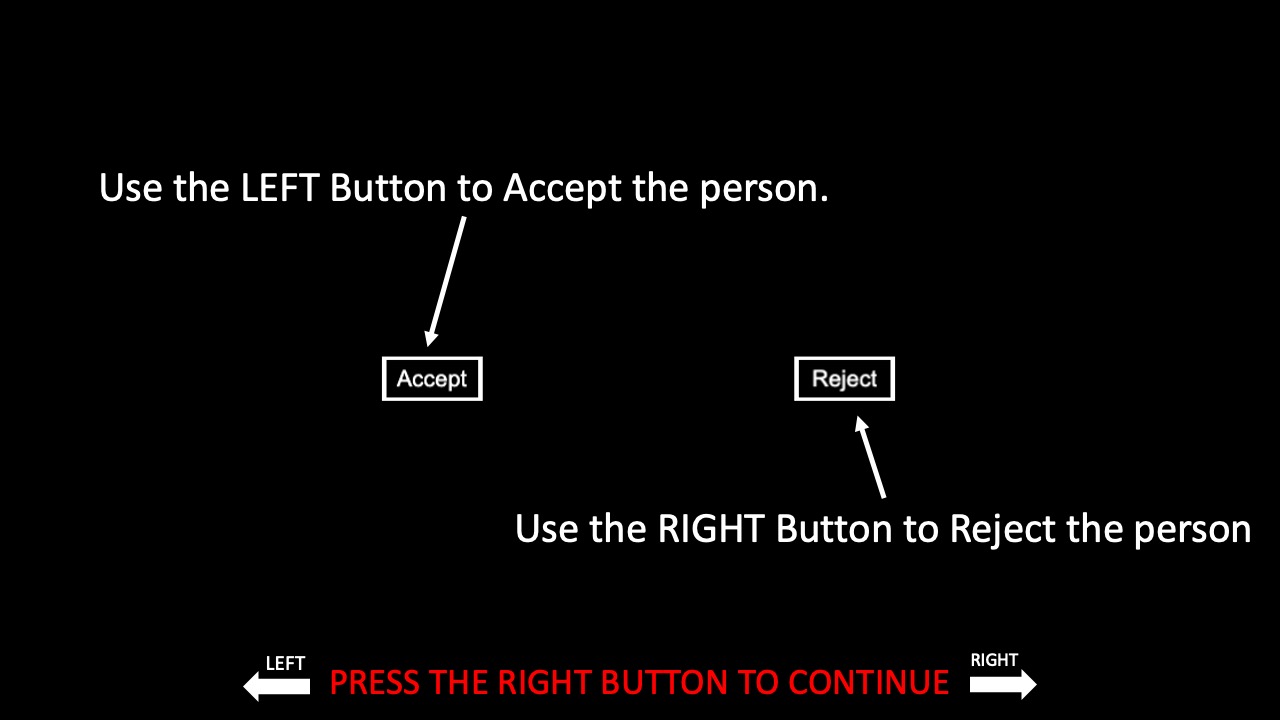 Use the LEFT Button to Accept the person.
Accept
Reject
Use the RIGHT Button to Reject the person
LEFT
PRESS THE RIGHT BUTTON TO CONTINUE
RIGHT